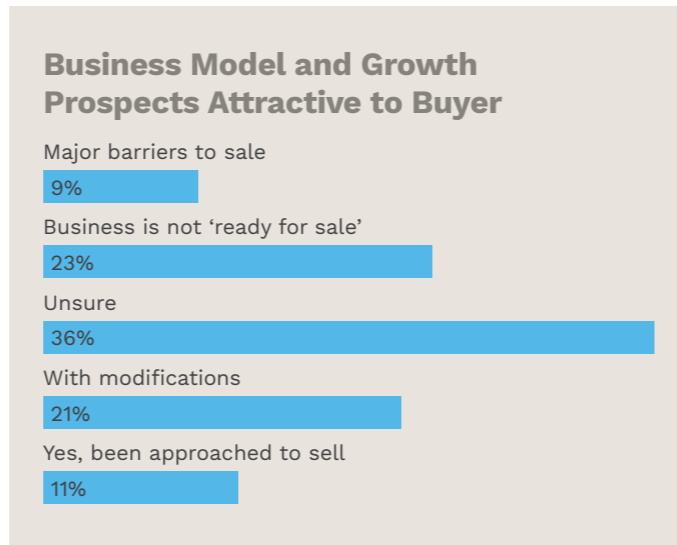 Business Model and Growth
Prospects Attractive to Buyer
Major barriers to sale
9%
Business is not ‘ready for sale’
23%
Unsure
36%
With modifications
21%
Yes, been approached to sell
11%